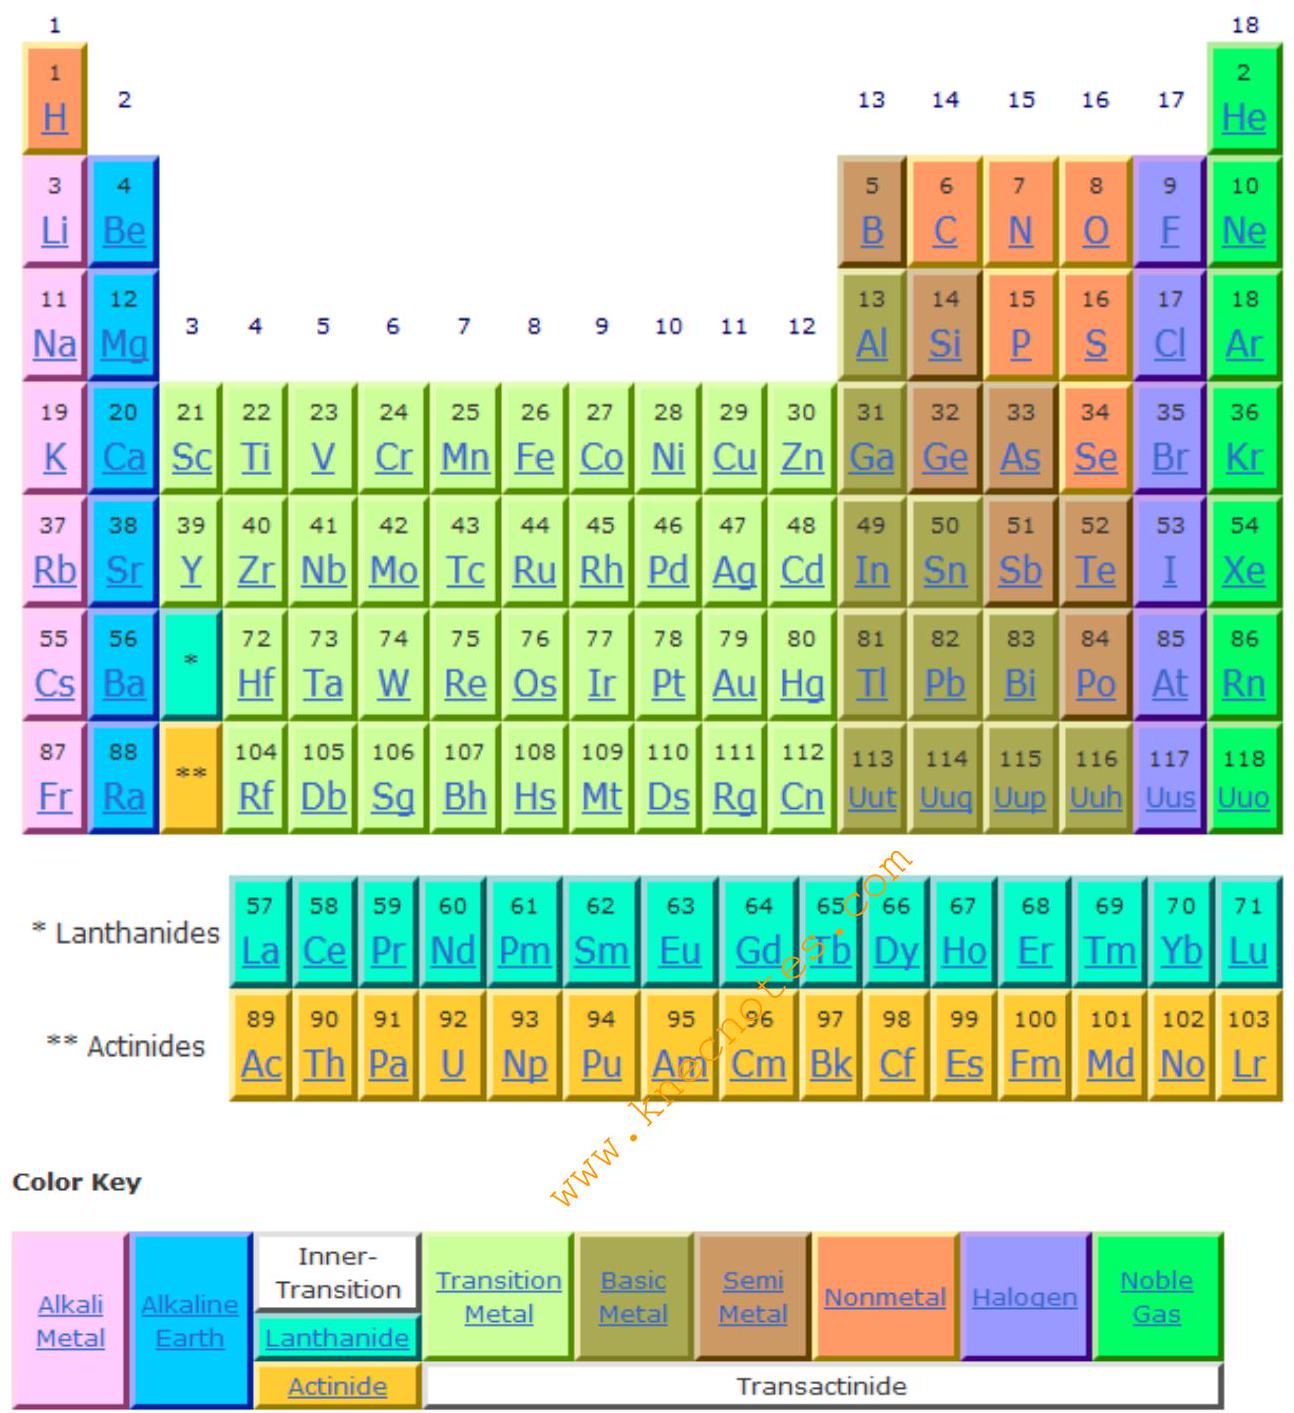 1 18
1 2
H 2 13 14 15 16 17 He
3 4 5 6 7 8 9 10
Li Be B C N O F Ne
11 12 13 14 15 16 17 18
Na Mg 3 4 5 6 7 8 9 10 11 12 Al Si P S Cl Ar
19 20 21 22 23 24 25 26 27 28 29 30 31 32 33 34 35 36
K Ca Sc Ti V Cr Mn Fe Co Ni Cu Zn Ga Ge As Se Br Kr
37 38 39 40 41 42 43 44 45 46 47 48 49 50 51 52 53 54
Rb Sr Y Zr Nb Mo Tc Ru Rh Pd Ag Cd In Sn Sb Te I Xe
55 56 * 72 73 74 75 76 77 78 79 80 81 82 83 84 85 86
Cs Ba Hf Ta W Re Os Ir Pt Au Hg Tl Pb Bi Po At Rn
87 88 ** 104 105 106 107 108 109 110 111 112 113 114 115 116 117 118
Fr Ra Rf Db Sg Bh Hs Mt Ds Rg Cn Uut Uuq Uup Uuh Uus Uuo
57 58 59 60 61 62 63 64 65 66 67 68 69 70 71
* Lanthanides La Ce Pr Nd Pm Sm Eu Gd Tb Dy Ho Er Tm Yb Lu
89 90 91 92 93 94 95 96 97 98 99 100 101 102 103
** Actinides Ac Th Pa U Np Pu Am Cm Bk Cf Es Fm Md No Lr
www.knecnotes.com
Color Key
Alkali
Metal
Alkaline
Earth
Inner-
Transition
Lanthanide
Actinide
Transition
Metal
Basic
Metal
Semi
Metal
Nonmetal
Halogen
Noble
Gas
Transactinide